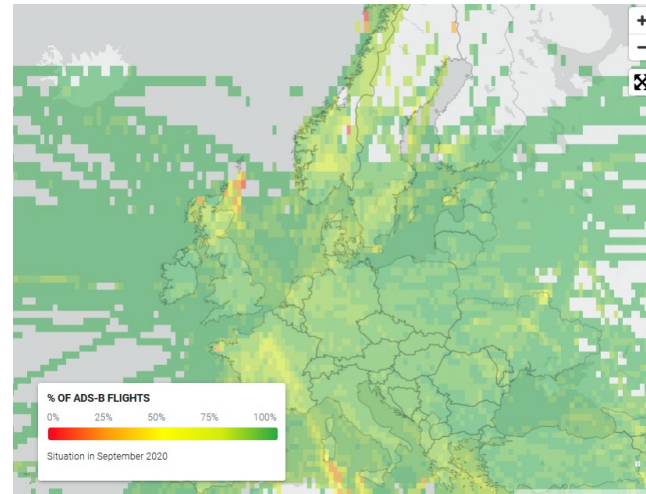 +
−
% OF ADS-B FLIGHTS
0% 25% 50% 75% 100%
Situation in September 2020